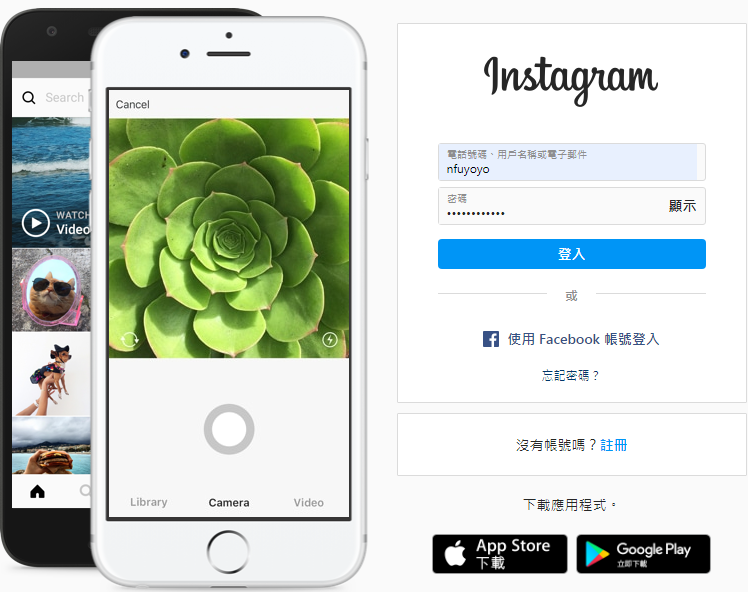 Search
WATCH
Video
Cancel
Library
Camera
Video
Instagram
電話號碼、用戶名稱或電子郵件
nfuyoyo
密碼
••••••••••••
顯示
登入
或
使用 Facebook 帳號登入
忘記密碼？
沒有帳號嗎？註冊
下載應用程式。
App Store
下載
Google Play
立即下載